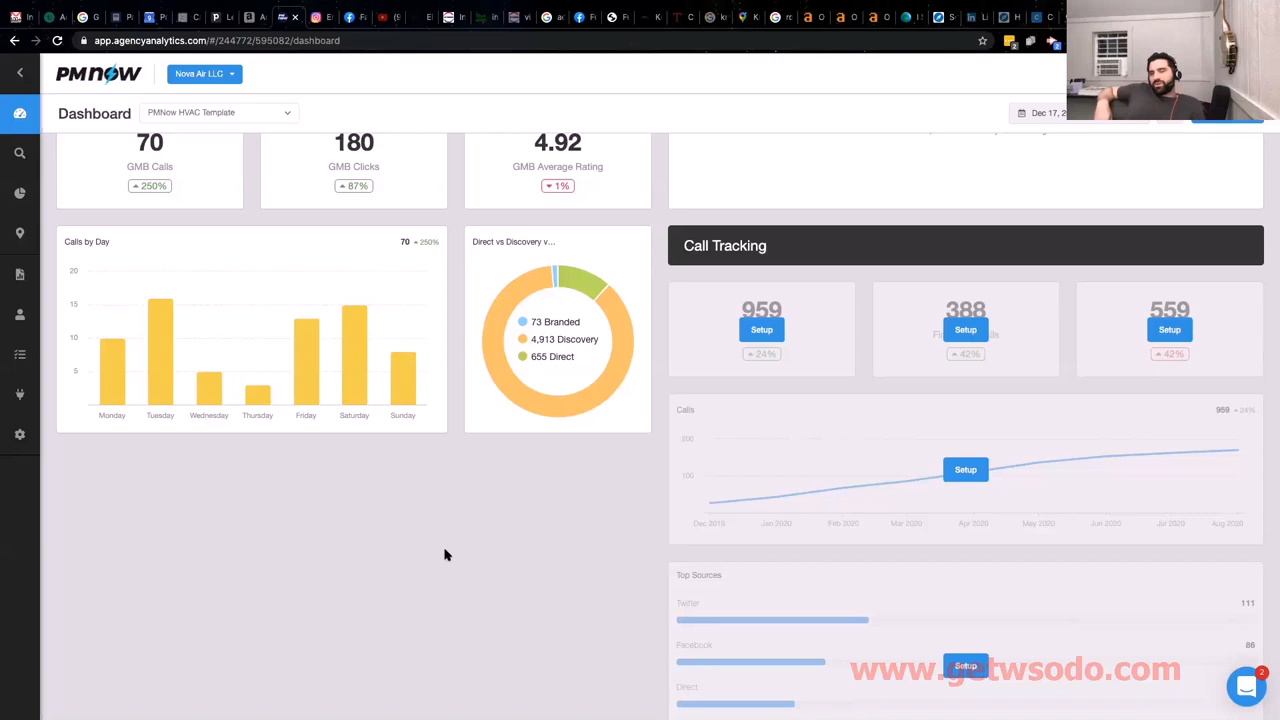 app.agencyanalytics.com/#/244772/595082/dashboard
PMNOW
Nova Air LLC
Dashboard
PMNow HVAC Template
Dec 17, 2
70
GMB Calls
250%
180
GMB Clicks
87%
4.92
GMB Average Rating
1%
Calls by Day
70 250%
20
15
10
5
Monday Tuesday Wednesday Thursday Friday Saturday Sunday
Direct vs Discovery v...
73 Branded
4,913 Discovery
655 Direct
Call Tracking
959
Setup
24%
388
Setup
42%
559
Setup
42%
Calls
959 24%
200
100
Setup
Dec 2019 Jan 2020 Feb 2020 Mar 2020 Apr 2020 May 2020 Jun 2020 Jul 2020 Aug 2020
Top Sources
Twitter 111
Facebook 86
Setup
Direct
www.getwsodo.com
2